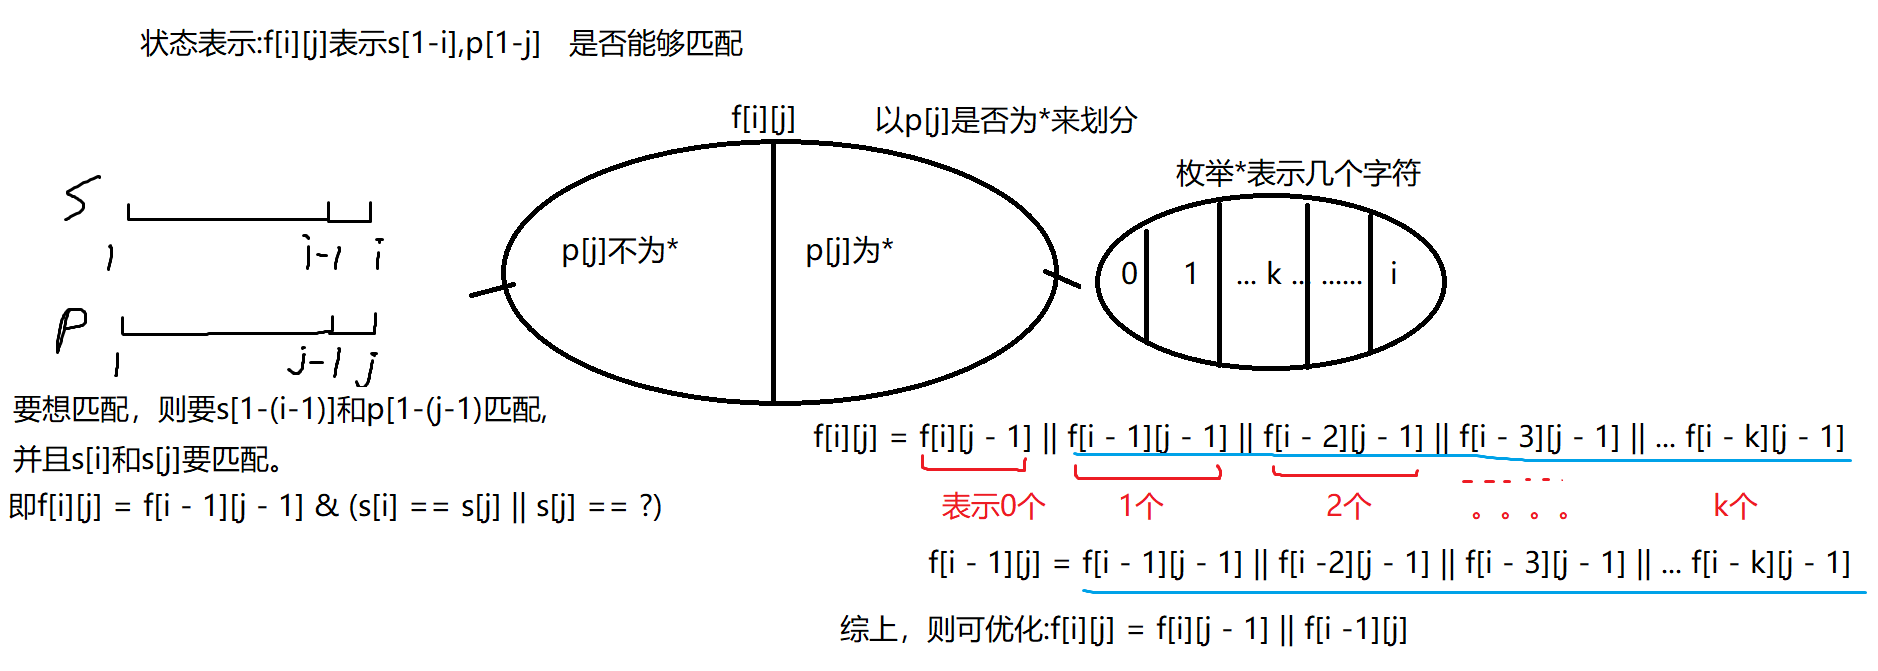 状态表示:f[i][j]表示s[1-i],p[1-j] 是否能够匹配
f[i][j]
以p[j]是否为*来划分
枚举*表示几个字符
S
1 i-1 i
P
1 j-1 j
p[j]不为*
p[j]为*
0 1 ... k ... ...... i
要想匹配，则要s[1-(i-1)]和p[1-(j-1)匹配,
并且s[i]和s[j]要匹配。
即f[i][j] = f[i - 1][j - 1] & (s[i] == s[j] || s[j] == ?)
f[i][j] = f[i][j - 1] || f[i - 1][j - 1] || f[i - 2][j - 1] || f[i - 3][j - 1] || ... f[i - k][j - 1]
表示0个 1个 2个 。。。。 k个
f[i - 1][j] = f[i - 1][j - 1] || f[i -2][j - 1] || f[i - 3][j - 1] || ... f[i - k][j - 1]
综上，则可优化:f[i][j] = f[i][j - 1] || f[i -1][j]